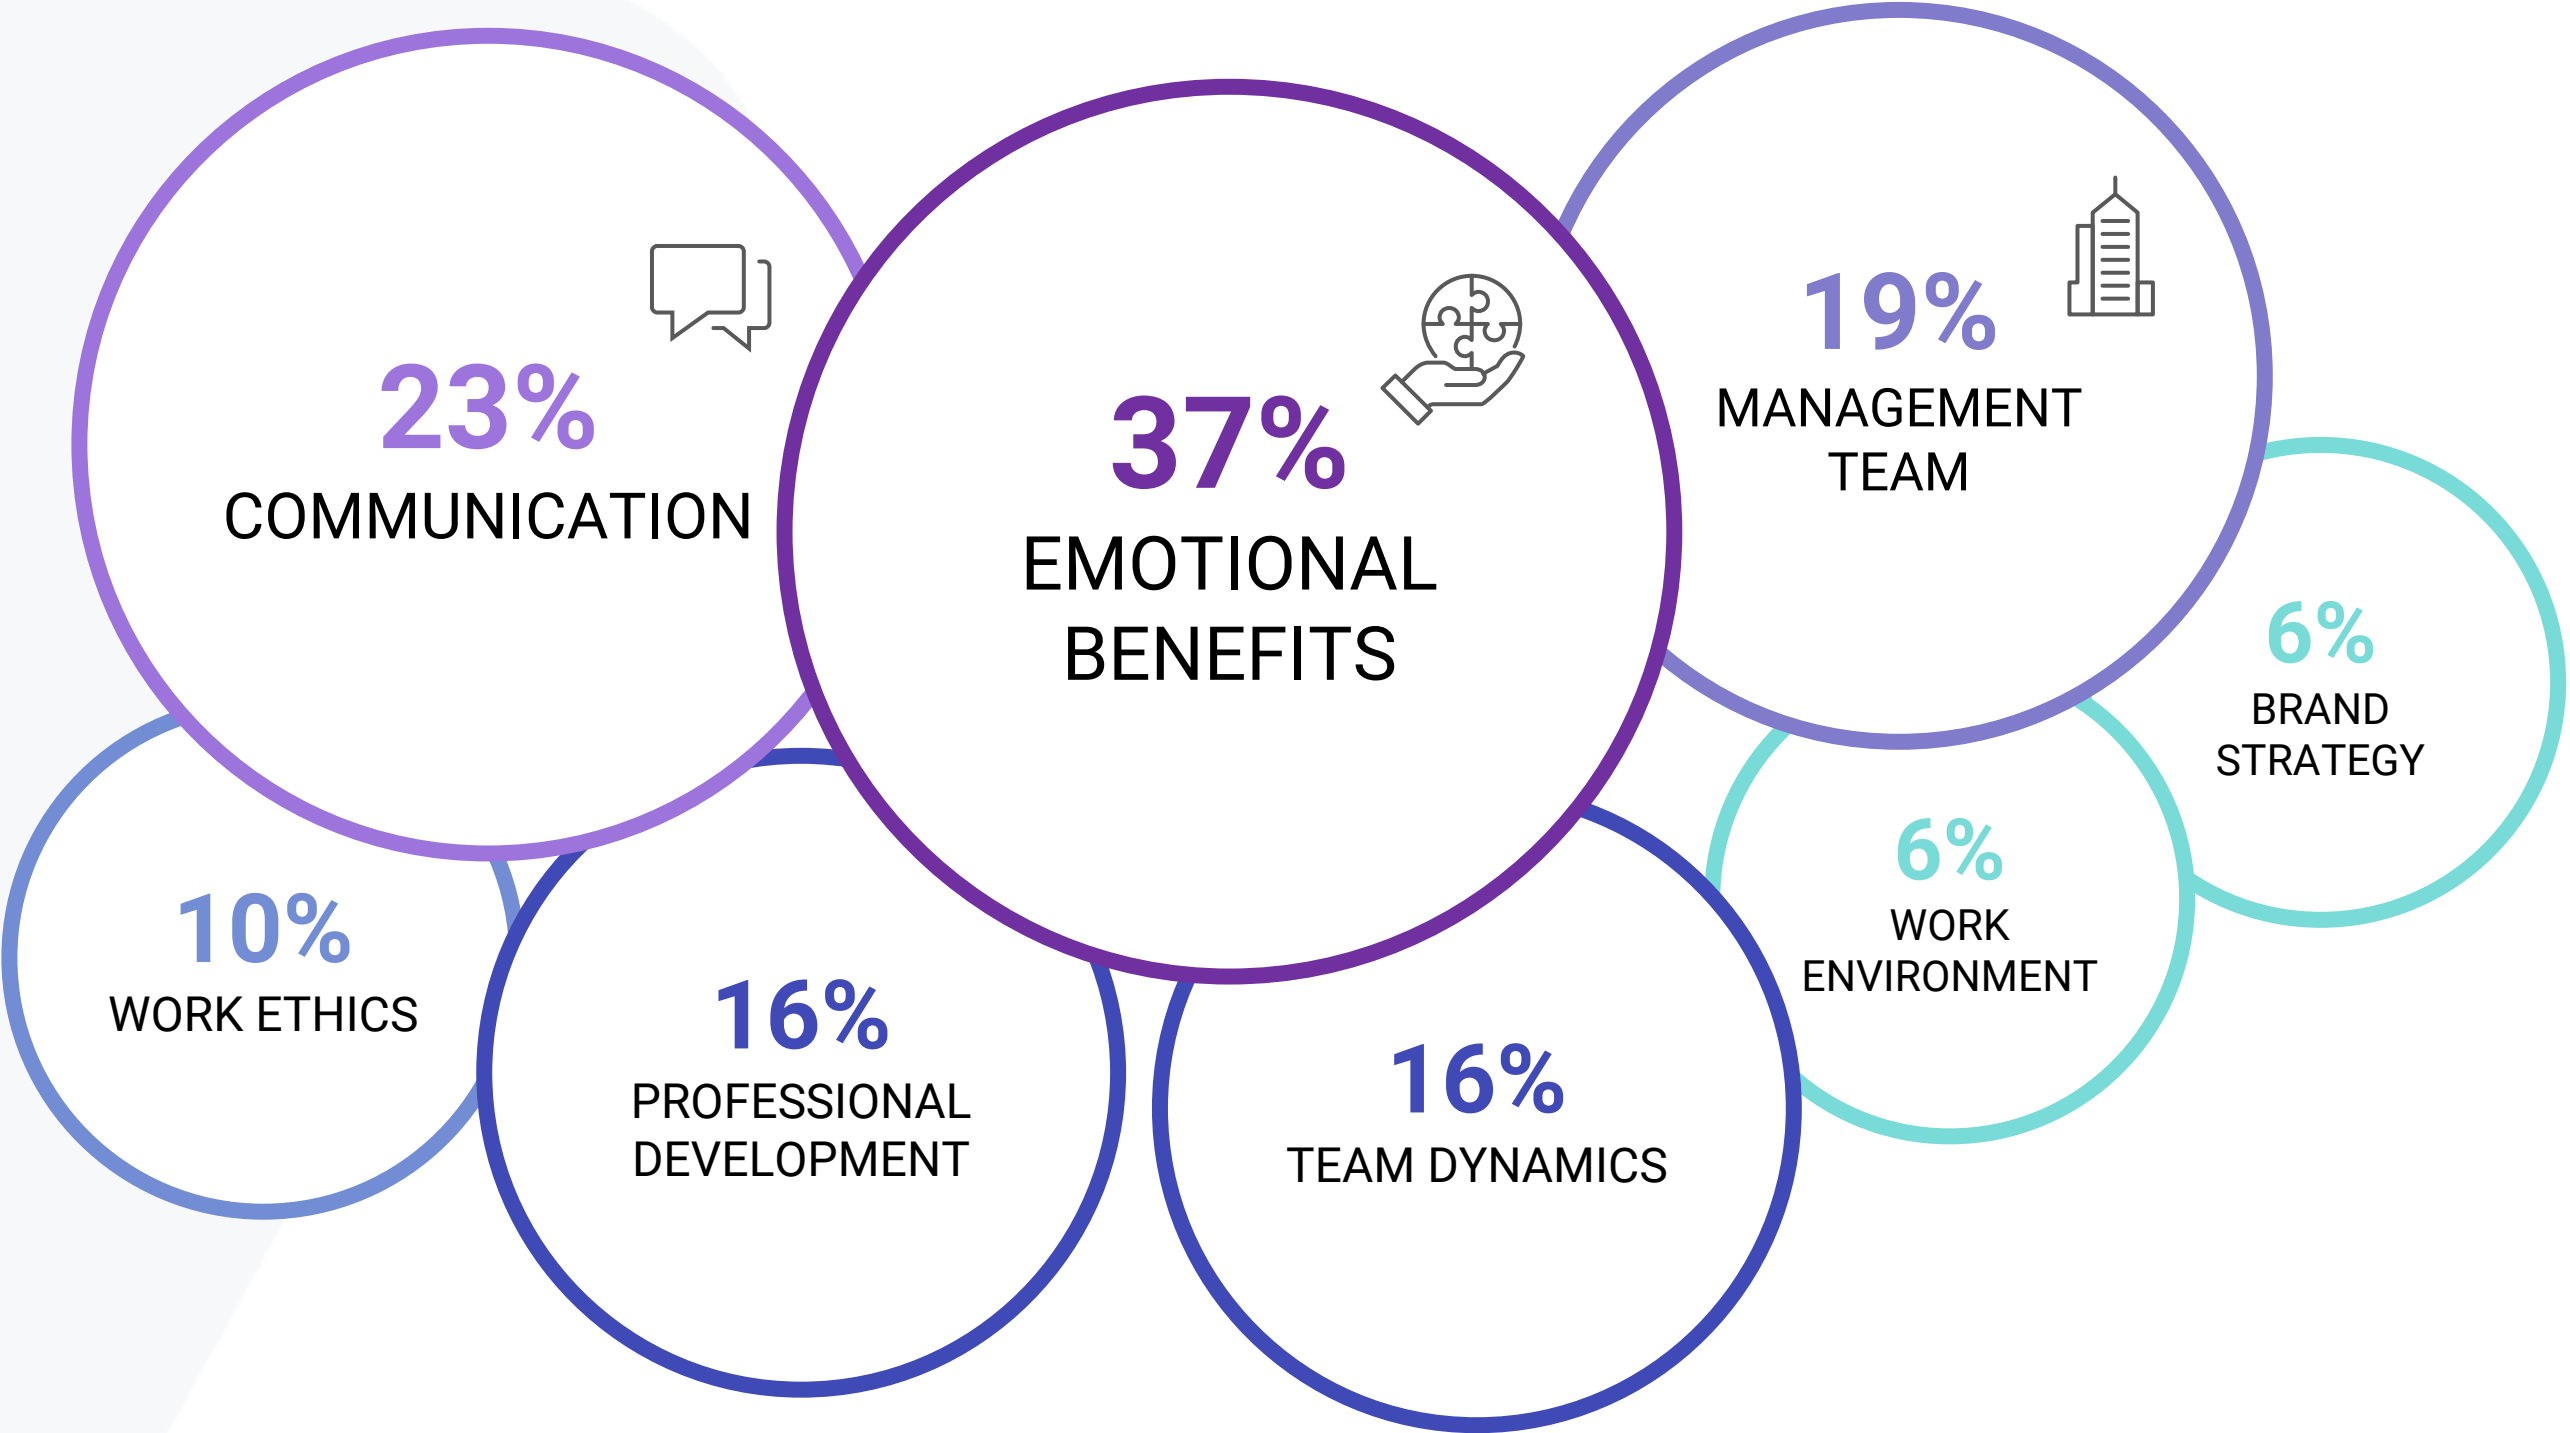 23%
COMMUNICATION
37%
EMOTIONAL
BENEFITS
19%
MANAGEMENT
TEAM
6%
BRAND
STRATEGY
10%
WORK ETHICS
16%
PROFESSIONAL
DEVELOPMENT
16%
TEAM DYNAMICS
6%
WORK
ENVIRONMENT